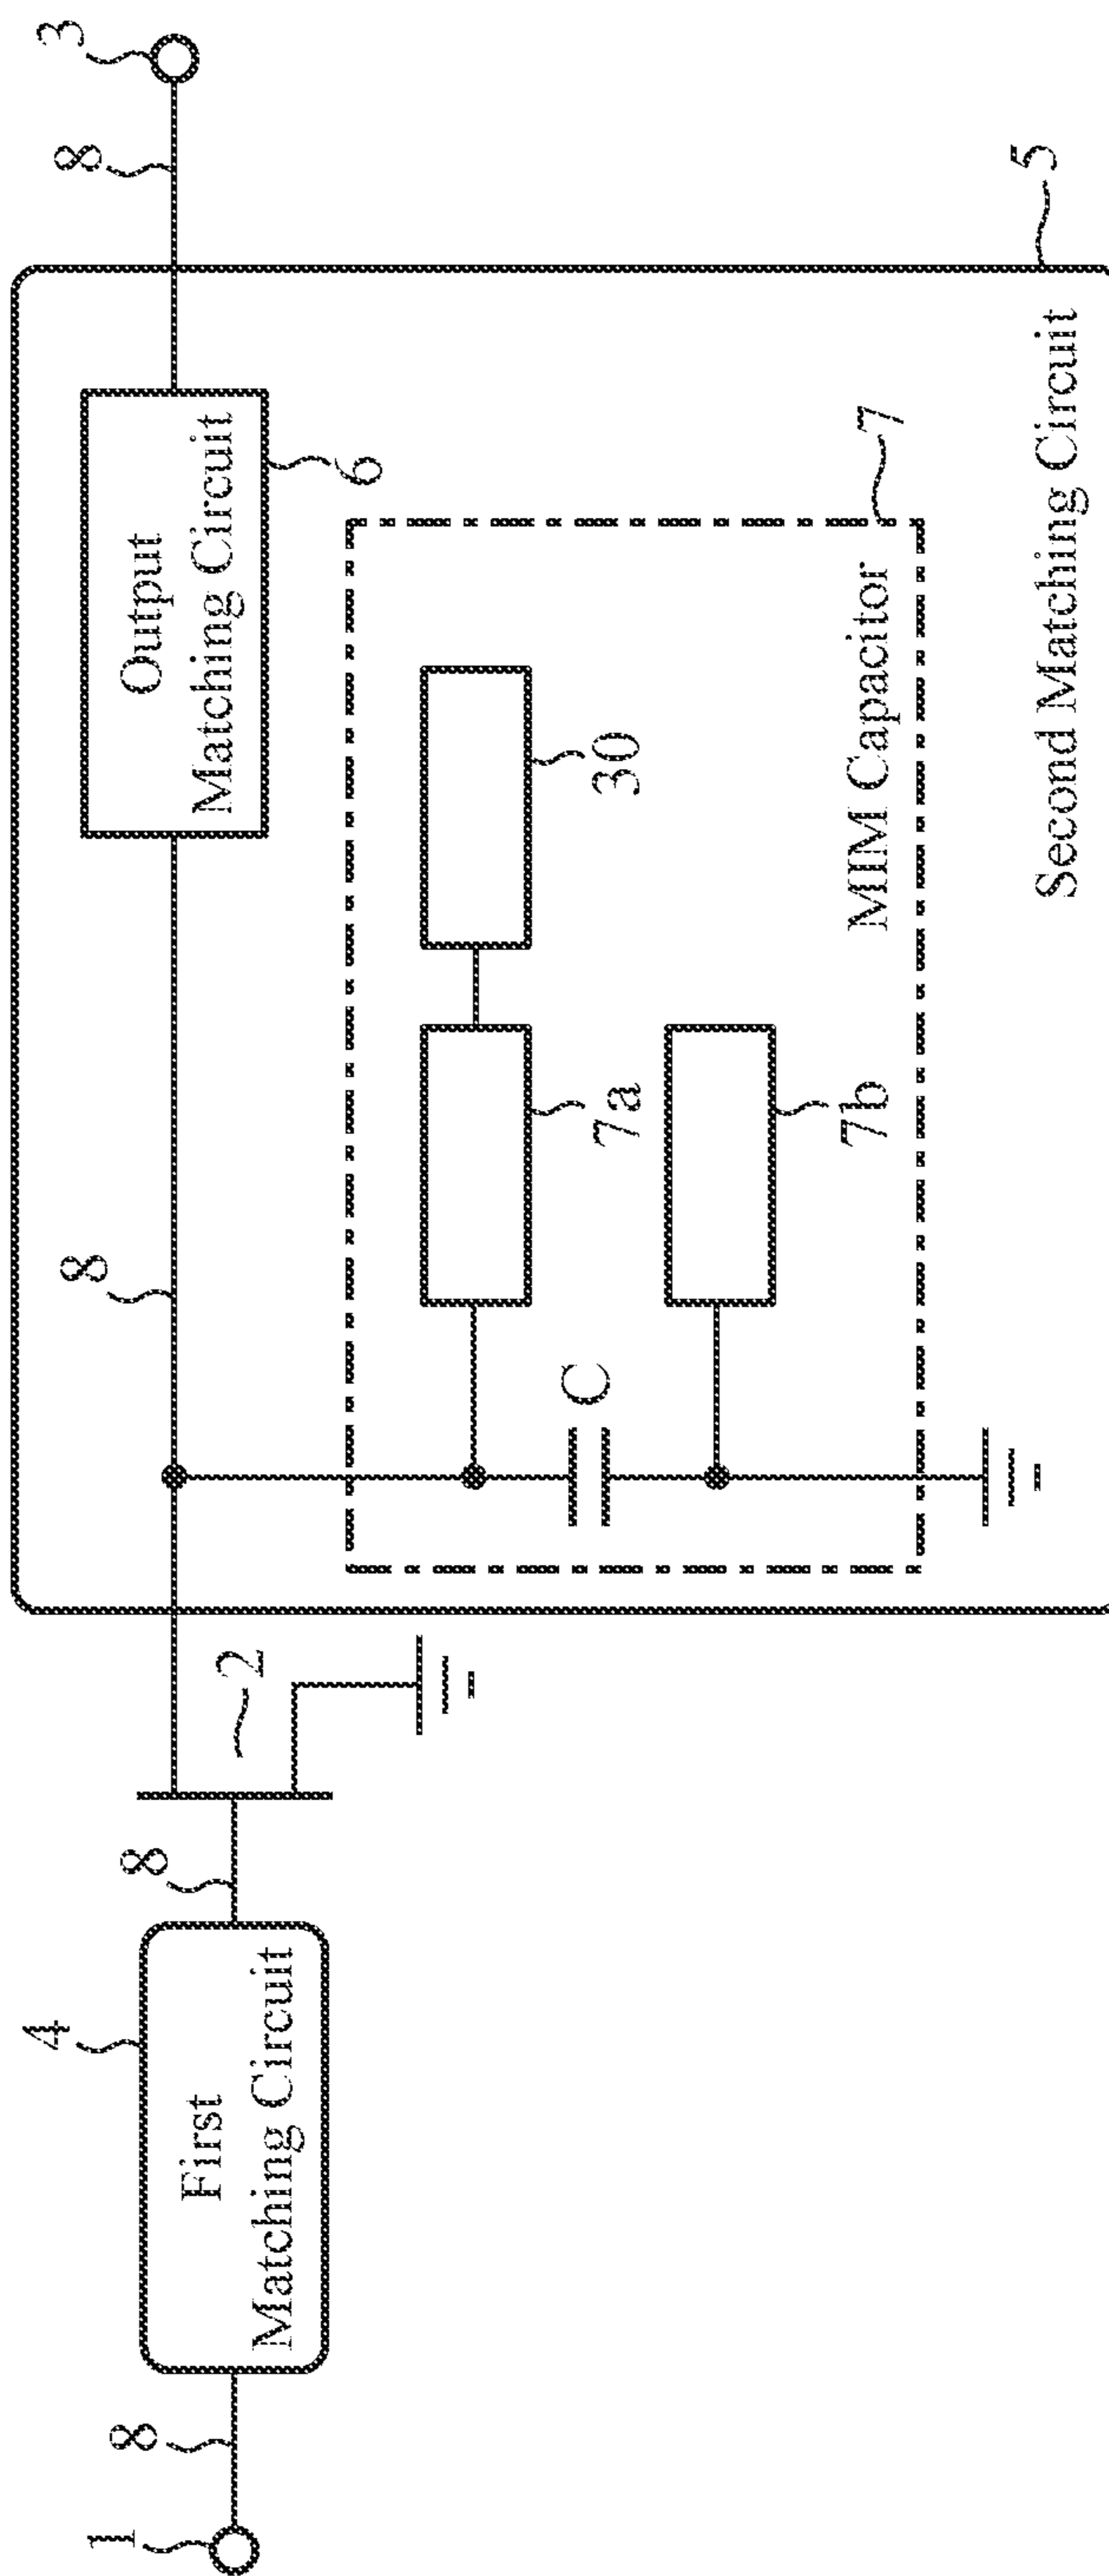 1
8
4
First
Matching Circuit
8
2
8
Output
Matching Circuit
6
8
3
C
7a
30
7b
MIM Capacitor
7
Second Matching Circuit
5